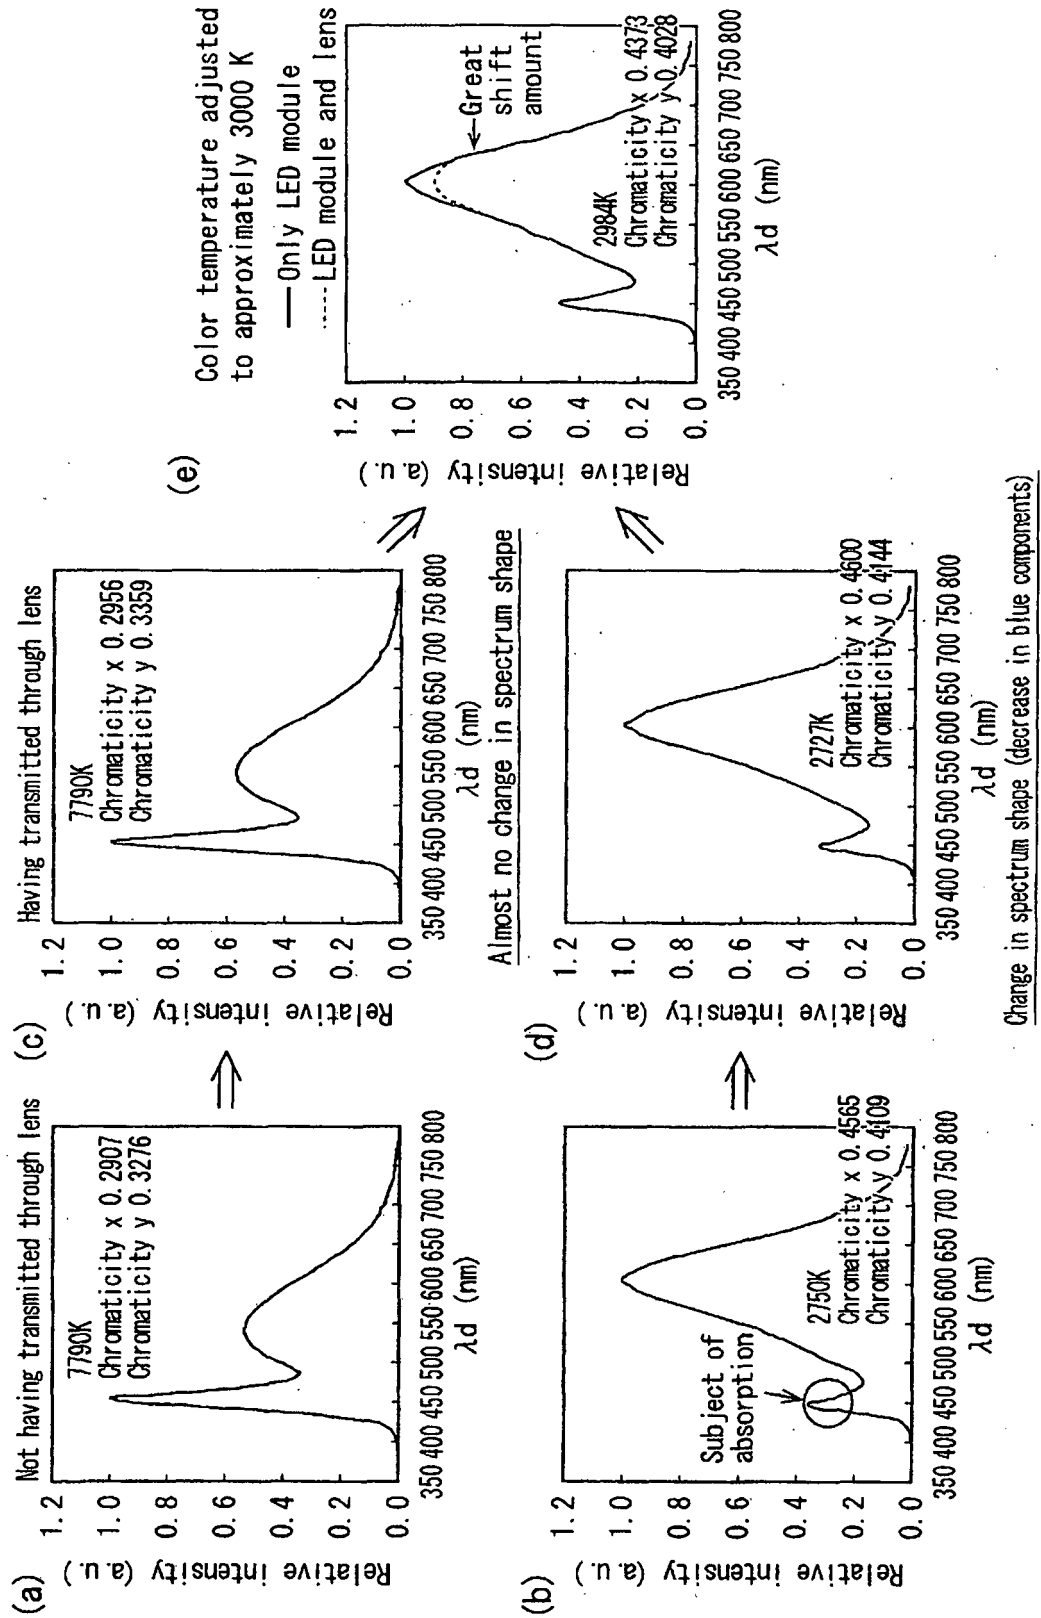 (a)
Not having transmitted through lens
Relative intensity (a.u.)
1.2
1.0
0.8
0.6
0.4
0.2
0.0
7790K
Chromaticity x 0.2907
Chromaticity y 0.3276
350 400 450 500 550 600 650 700 750 800
λd (nm)
(c)
Having transmitted through lens
Relative intensity (a.u.)
1.2
1.0
0.8
0.6
0.4
0.2
0.0
7790K
Chromaticity x 0.2956
Chromaticity y 0.3359
350 400 450 500 550 600 650 700 750 800
λd (nm)
Almost no change in spectrum shape
(b)
Relative intensity (a.u.)
1.2
1.0
0.8
0.6
0.4
0.2
0.0
Subject of
absorption
2750K
Chromaticity x 0.4565
Chromaticity y 0.4109
350 400 450 500 550 600 650 700 750 800
λd (nm)
(d)
Relative intensity (a.u.)
1.2
1.0
0.8
0.6
0.4
0.2
0.0
2727K
Chromaticity x 0.4600
Chromaticity y 0.4144
350 400 450 500 550 600 650 700 750 800
λd (nm)
Change in spectrum shape (decrease in blue components)
(e)
Color temperature adjusted
to approximately 3000 K
Only LED module
LED module and lens
Relative intensity (a.u.)
1.2
1.0
0.8
0.6
0.4
0.2
0.0
Great
shift
amount
2984K
Chromaticity x 0.4373
Chromaticity y 0.4028
350 400 450 500 550 600 650 700 750 800
λd (nm)